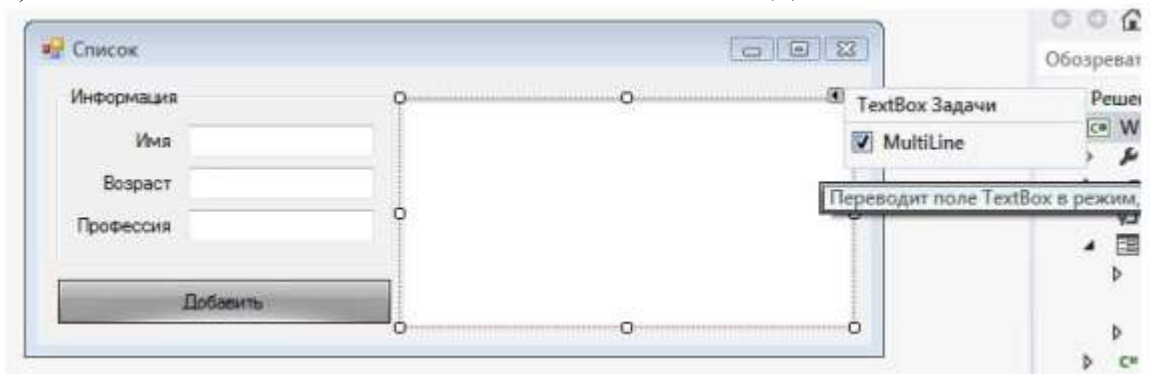 Список
Обозреват
Информация
TextBox Задачи
Решен
Имя
MultiLine
C# W
Возраст
Переводит поле TextBox в режим,
Профессия
Добавить
C#